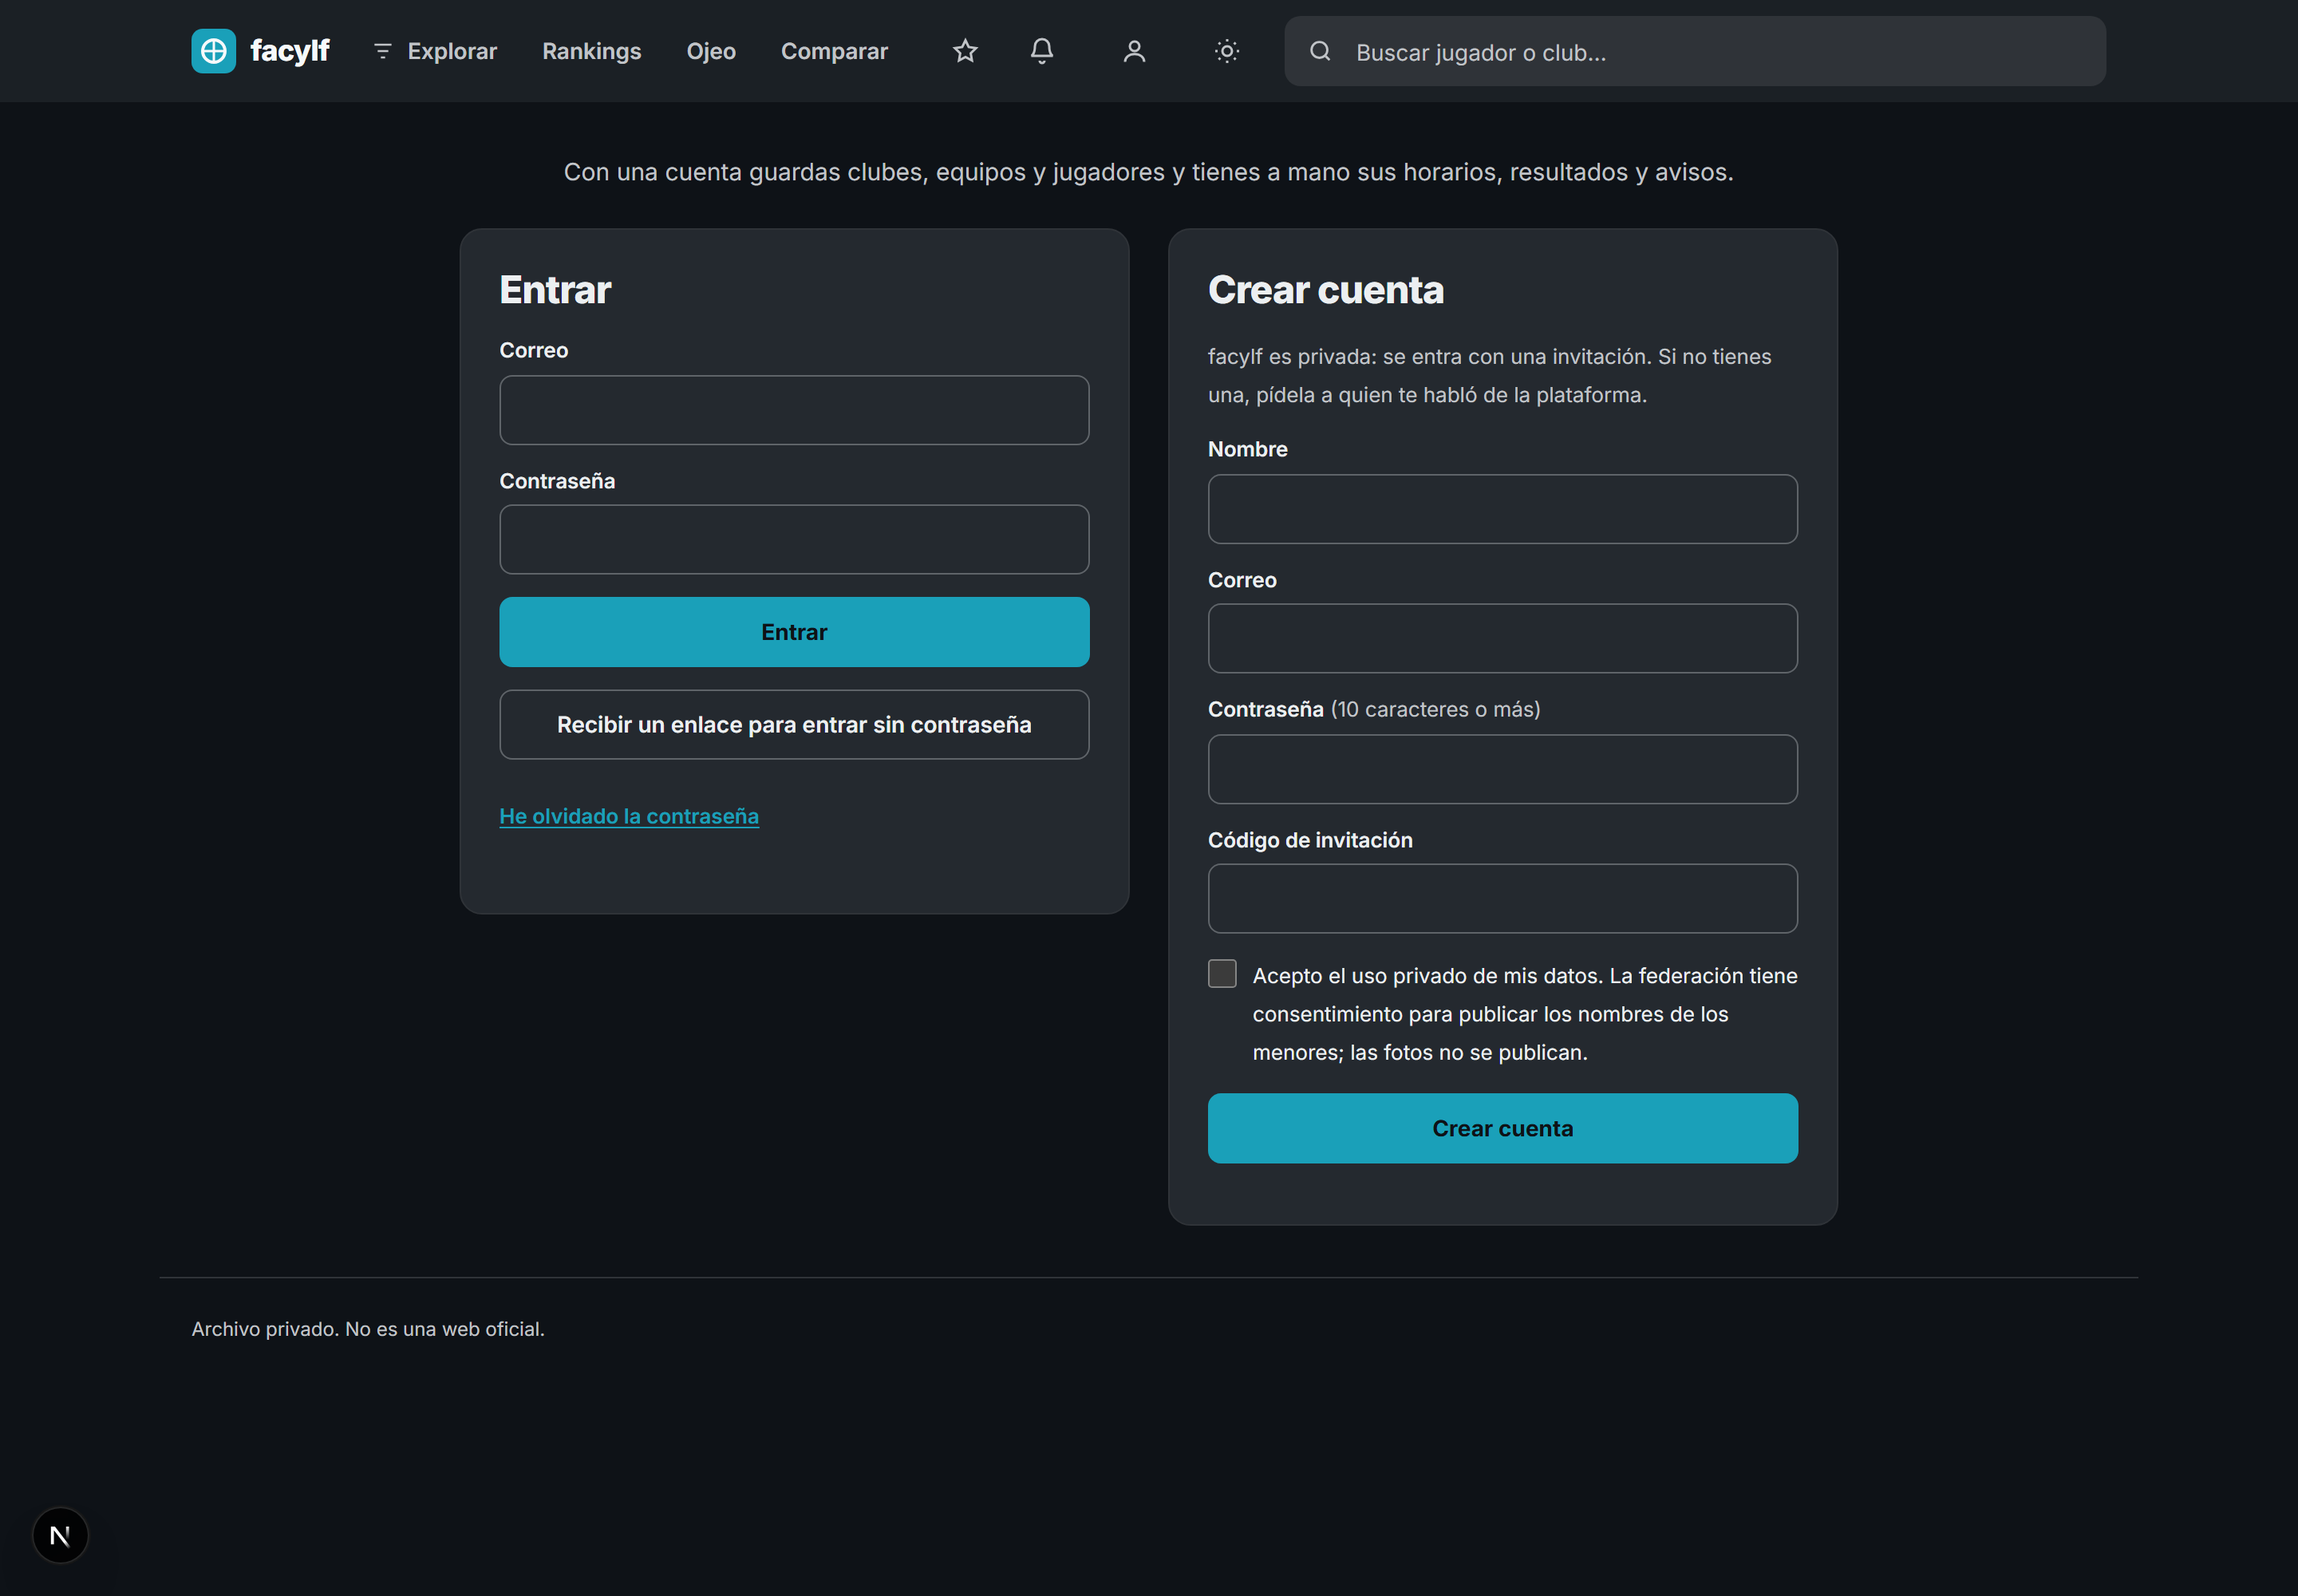 facylf
Explorar
Rankings
Ojeo
Comparar
Buscar jugador o club...
Con una cuenta guardas clubes, equipos y jugadores y tienes a mano sus horarios, resultados y avisos.
Entrar
Correo
Contraseña
Entrar
Recibir un enlace para entrar sin contraseña
He olvidado la contraseña
Crear cuenta
facylf es privada: se entra con una invitación. Si no tienes
una, pídela a quien te habló de la plataforma.
Nombre
Correo
Contraseña (10 caracteres o más)
Código de invitación
Acepto el uso privado de mis datos. La federación tiene
consentimiento para publicar los nombres de los
menores; las fotos no se publican.
Crear cuenta
Archivo privado. No es una web oficial.
N